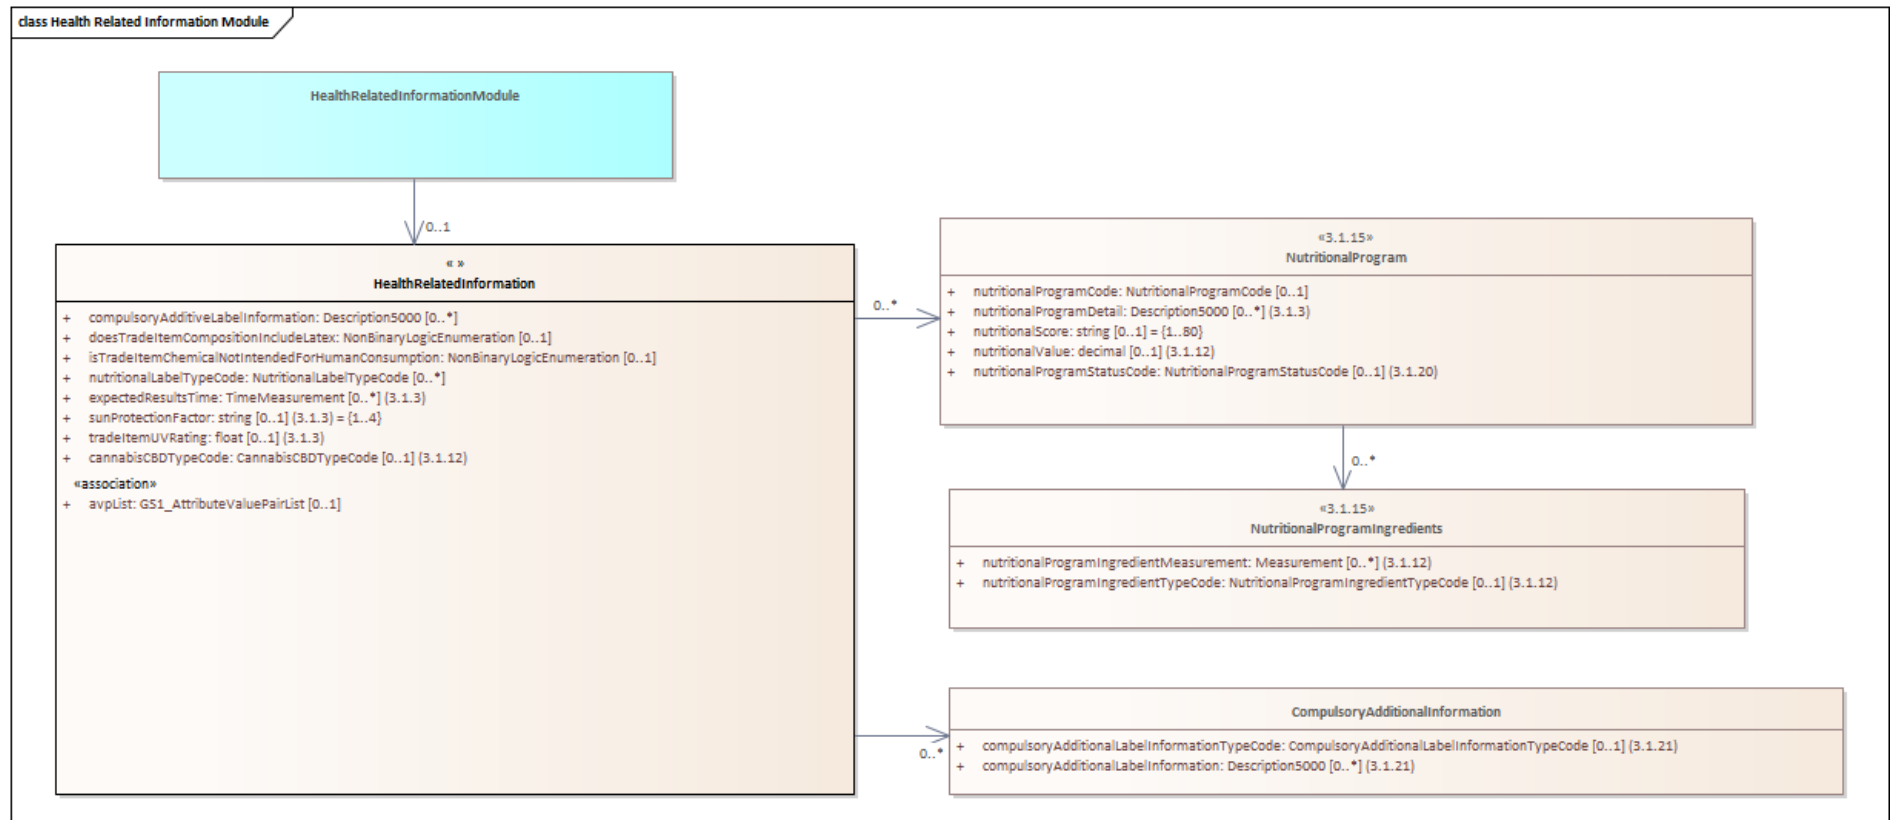 class Health Related Information Module
HealthRelatedInformationModule
0..1
« »
HealthRelatedInformation
+ compulsoryAdditiveLabelInformation: Description5000 [0..*]
+ doesTradeItemCompositionIncludeLatex: NonBinaryLogicEnumeration [0..1]
+ isTradeItemChemicalNotIntendedForHumanConsumption: NonBinaryLogicEnumeration [0..1]
+ nutritionalLabelTypeCode: NutritionalLabelTypeCode [0..*]
+ expectedResultsTime: TimeMeasurement [0..*] (3.1.3)
+ sunProtectionFactor: string [0..1] (3.1.3) = {1..4}
+ tradeItemUVRating: float [0..1] (3.1.3)
+ cannabisCBDTypeCode: CannabisCBDTypeCode [0..1] (3.1.12)
«association»
+ avpList: GS1_AttributeValuePairList [0..1]
0..*
«3.1.15»
NutritionalProgram
+ nutritionalProgramCode: NutritionalProgramCode [0..1]
+ nutritionalProgramDetail: Description5000 [0..*] (3.1.3)
+ nutritionalScore: string [0..1] = {1..80}
+ nutritionalValue: decimal [0..1] (3.1.12)
+ nutritionalProgramStatusCode: NutritionalProgramStatusCode [0..1] (3.1.20)
0..*
«3.1.15»
NutritionalProgramIngredients
+ nutritionalProgramIngredientMeasurement: Measurement [0..*] (3.1.12)
+ nutritionalProgramIngredientTypeCode: NutritionalProgramIngredientTypeCode [0..1] (3.1.12)
0..*
CompulsoryAdditionalInformation
+ compulsoryAdditionalLabelInformationTypeCode: CompulsoryAdditionalLabelInformationTypeCode [0..1] (3.1.21)
+ compulsoryAdditionalLabelInformation: Description5000 [0..*] (3.1.21)